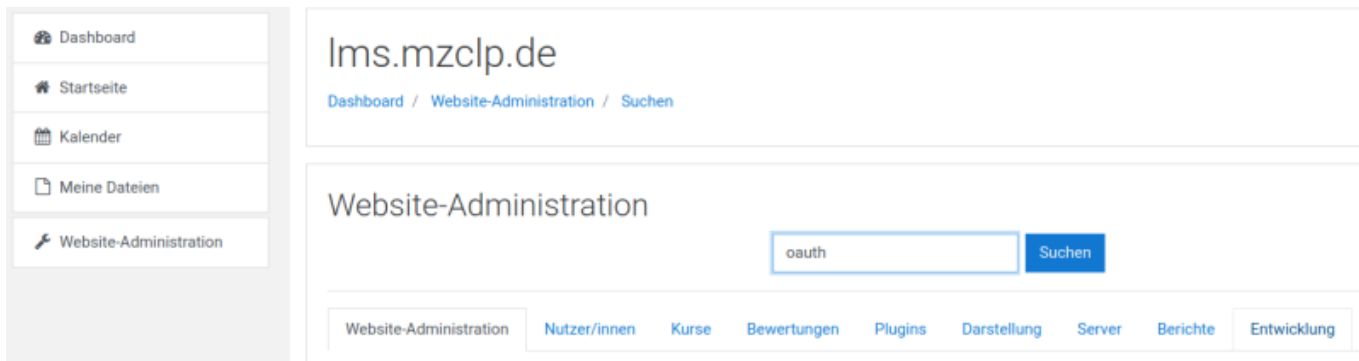 Dashboard
Startseite
Kalender
Meine Dateien
Website-Administration
lms.mzclp.de
Dashboard / Website-Administration / Suchen
Website-Administration
oauth Suchen
Website-Administration Nutzer/innen Kurse Bewertungen Plugins Darstellung Server Berichte Entwicklung